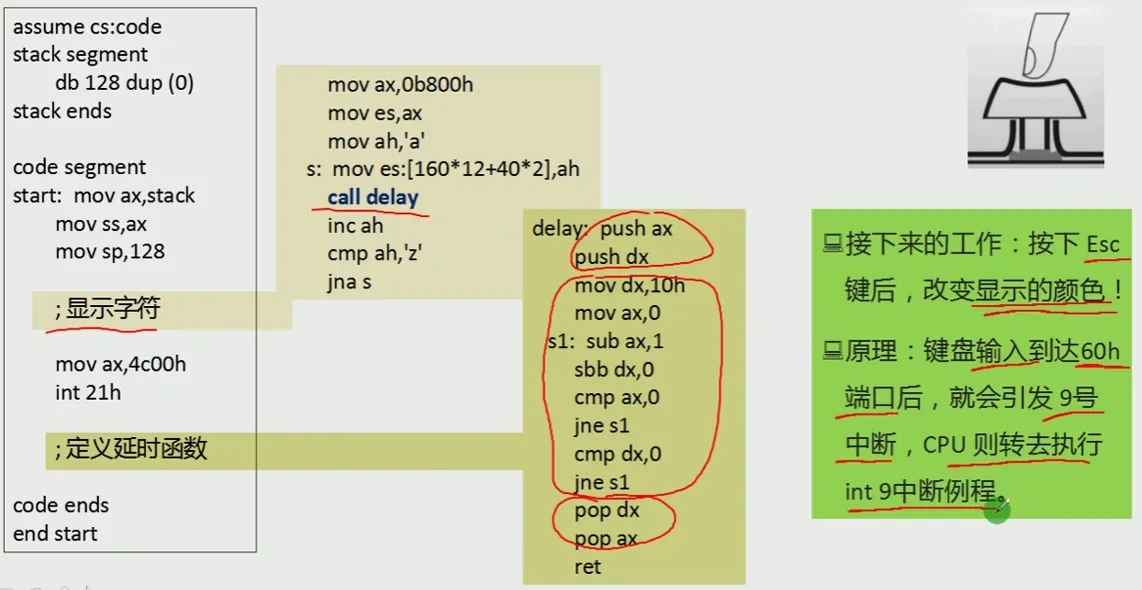 assume cs:code
stack segment
db 128 dup (0)
stack ends
code segment
start: mov ax,stack
mov ss,ax
mov sp,128
; 显示字符
mov ax,4c00h
int 21h
; 定义延时函数
code ends
end start
mov ax,0b800h
mov es,ax
mov ah,'a'
s: mov es:[160*12+40*2],ah
call delay
inc ah
cmp ah,'z'
jna s
delay: push ax
push dx
mov dx,10h
mov ax,0
s1: sub ax,1
sbb dx,0
cmp ax,0
jne s1
cmp dx,0
jne s1
pop dx
pop ax
ret
接下来的工作：按下 Esc
键后，改变显示的颜色！
原理：键盘输入到达60h
端口后，就会引发 9号
中断，CPU 则转去执行
int 9中断例程。